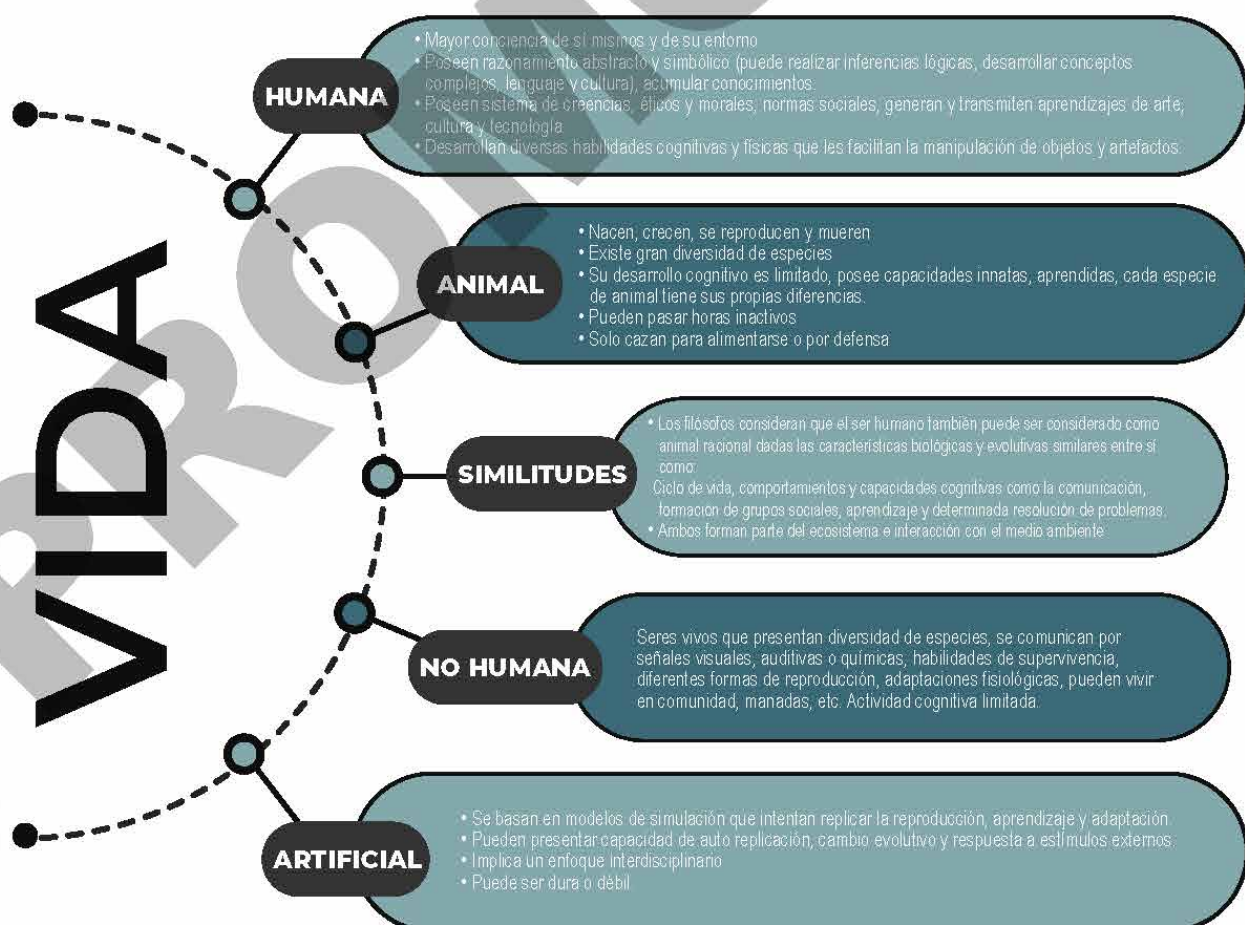 VIDA
HUMANA
• Mayor conciencia de sí mismos y de su entorno
• Poseen razonamiento abstracto y simbólico (puede realizar inferencias lógicas, desarrollar conceptos
complejos, lenguaje y cultura), acumular conocimientos.
• Poseen sistema de creencias, éticos y morales, normas sociales, generan y transmiten aprendizajes de arte,
cultura y tecnología
• Desarrollan diversas habilidades cognitivas y físicas que les facilitan la manipulación de objetos y artefactos.
ANIMAL
• Nacen, crecen, se reproducen y mueren
• Existe gran diversidad de especies
• Su desarrollo cognitivo es limitado, posee capacidades innatas, aprendidas, cada especie
de animal tiene sus propias diferencias.
• Pueden pasar horas inactivos
• Solo cazan para alimentarse o por defensa
SIMILITUDES
• Los filósofos consideran que el ser humano también puede ser considerado como
animal racional dadas las características biológicas y evolutivas similares entre sí
como:
Ciclo de vida, comportamientos y capacidades cognitivas como la comunicación,
formación de grupos sociales, aprendizaje y determinada resolución de problemas.
• Ambos forman parte del ecosistema e interacción con el medio ambiente
NO HUMANA
Seres vivos que presentan diversidad de especies, se comunican por
señales visuales, auditivas o químicas, habilidades de supervivencia,
diferentes formas de reproducción, adaptaciones fisiológicas, pueden vivir
en comunidad, manadas, etc. Actividad cognitiva limitada.
ARTIFICIAL
• Se basan en modelos de simulación que intentan replicar la reproducción, aprendizaje y adaptación.
• Pueden presentar capacidad de auto replicación, cambio evolutivo y respuesta a estímulos externos.
• Implica un enfoque interdisciplinario
• Puede ser dura o débil
PROM